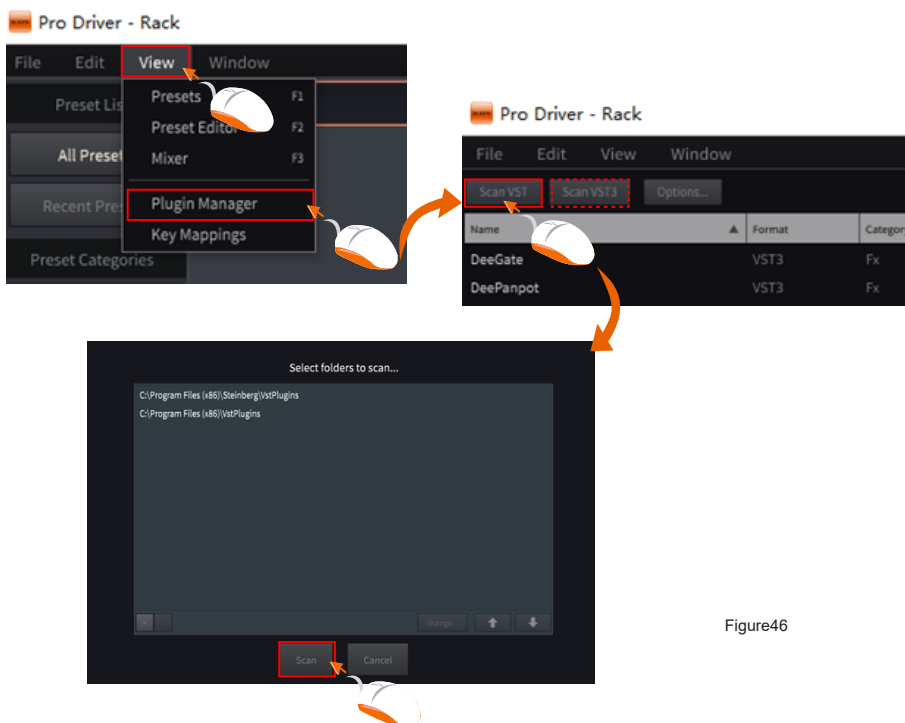 Pro Driver - Rack
File Edit View Window
Preset Lis
Presets F1
Preset Editor F2
All Preset
Mixer F3
Recent Pres
Plugin Manager
Key Mappings
Preset Categories
Pro Driver - Rack
File Edit View Window
Scan VST Scan VST3 Options...
Name ▲ Format Categor
DeeGate VST3 Fx
DeePanpot VST3 Fx
Select folders to scan...
C:\Program Files (x86)\Steinberg\VstPlugins
C:\Program Files (x86)\VstPlugins
+ -
change...
Scan Cancel
Figure46